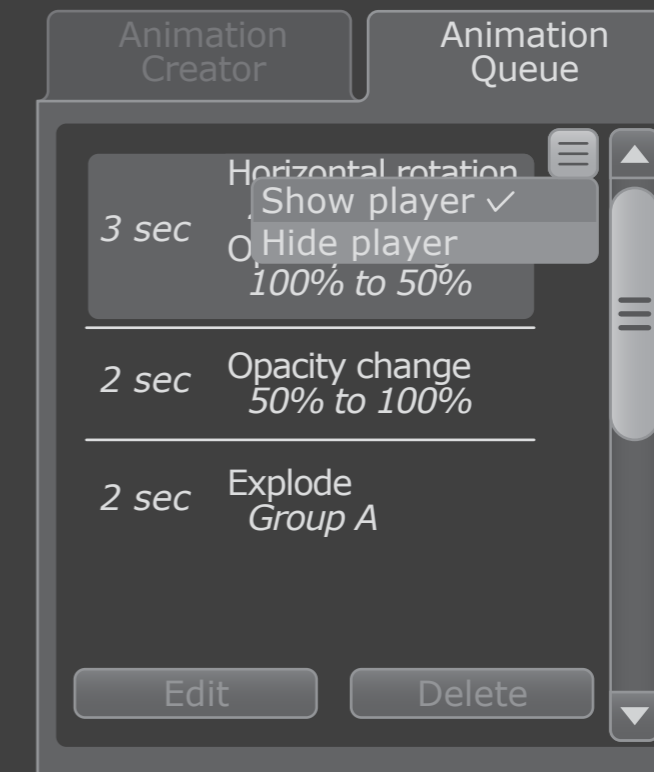 Animation
Creator
Animation
Queue
Horizontal rotation
3 sec
Show player ✓
Hide player
100% to 50%
2 sec
Opacity change
50% to 100%
2 sec
Explode
Group A
Edit
Delete